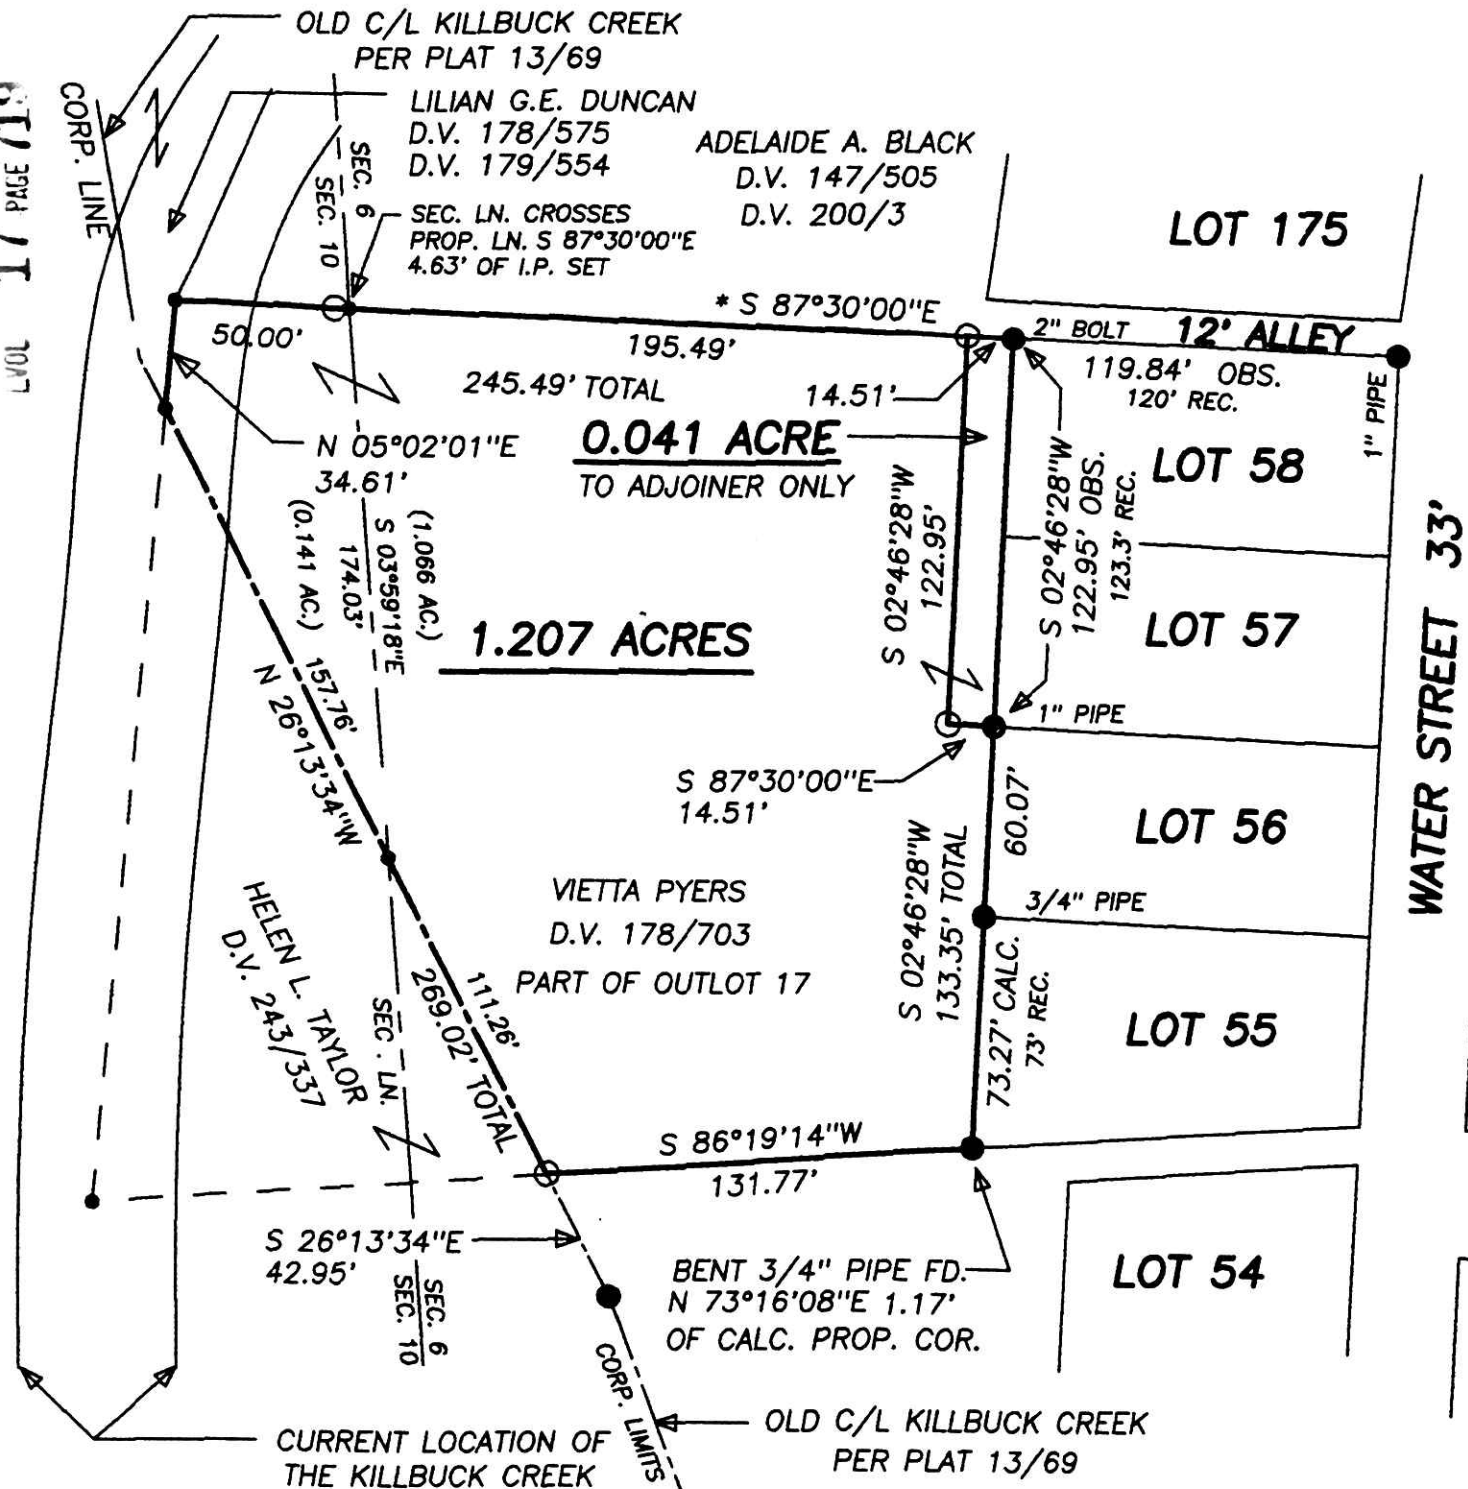 OLD C/L KILLBUCK CREEK
PER PLAT 13/69
17 PAGE
CORP. LINE
LILIAN G.E. DUNCAN
D.V. 178/575
D.V. 179/554
ADELAIDE A. BLACK
D.V. 147/505
D.V. 200/3
SEC. 6
SEC. 10
SEC. LN. CROSSES
PROP. LN. S 87°30'00"E
4.63' OF I.P. SET
LOT 175
* S 87°30'00"E
2" BOLT
12' ALLEY
50.00'
195.49'
245.49' TOTAL
14.51'
119.84' OBS.
120' REC.
1" PIPE
N 05°02'01"E
34.61'
0.041 ACRE
TO ADJOINER ONLY
S 02°46'28"W
122.95'
S 02°46'28"W
122.95' OBS.
123.3' REC.
LOT 58
WATER STREET 33'
(1.066 AC.)
S 03°59'18"E
174.03'
(0.141 AC.)
1.207 ACRES
LOT 57
157.76'
N 26°13'34"W
1" PIPE
S 87°30'00"E
14.51'
60.07'
LOT 56
S 02°46'28"W
133.35' TOTAL
3/4" PIPE
VIETTA PYERS
D.V. 178/703
PART OF OUTLOT 17
HELEN L. TAYLOR
D.V. 243/337
SEC. LN.
111.26'
269.02' TOTAL
73.27' CALC.
73' REC.
LOT 55
S 86°19'14"W
131.77'
S 26°13'34"E
42.95'
SEC. 6
SEC. 10
BENT 3/4" PIPE FD.
N 73°16'08"E 1.17'
OF CALC. PROP. COR.
LOT 54
CORP. LIMITS
OLD C/L KILLBUCK CREEK
PER PLAT 13/69
CURRENT LOCATION OF
THE KILLBUCK CREEK